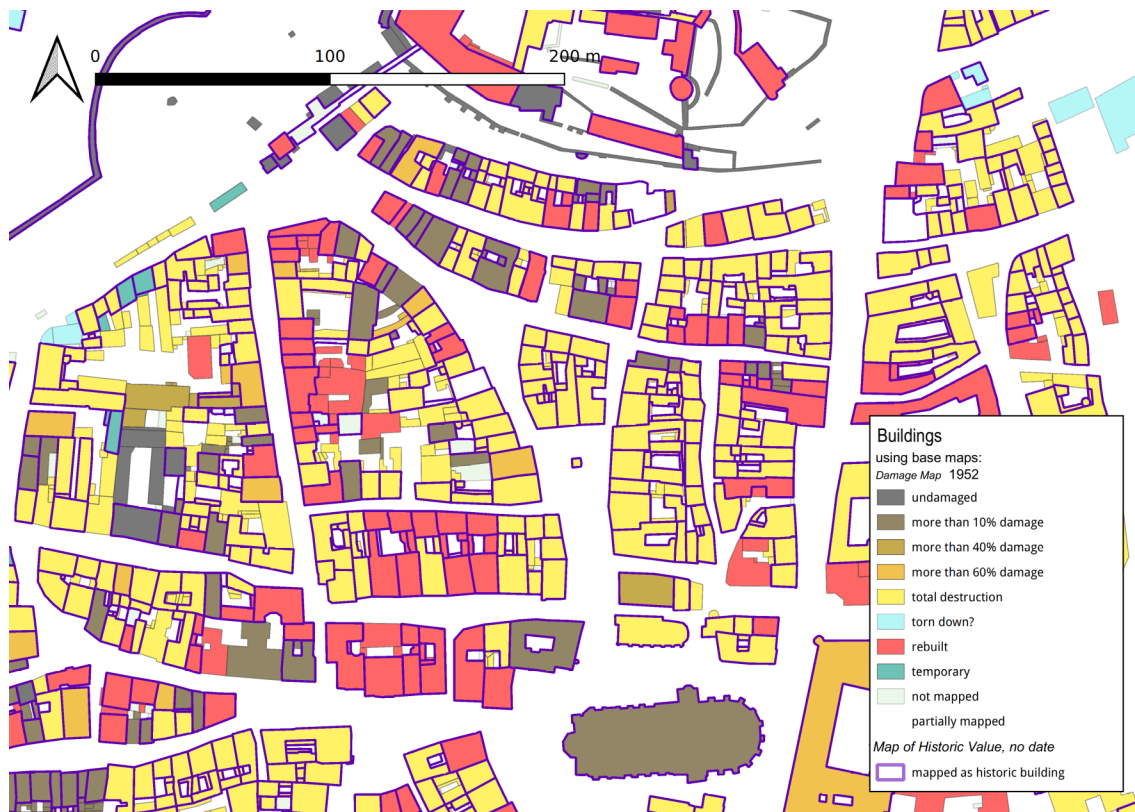 0 100 200 m
Buildings
using base maps:
Damage Map 1952
undamaged
more than 10% damage
more than 40% damage
more than 60% damage
total destruction
torn down?
rebuilt
temporary
not mapped
partially mapped
Map of Historic Value, no date
mapped as historic building